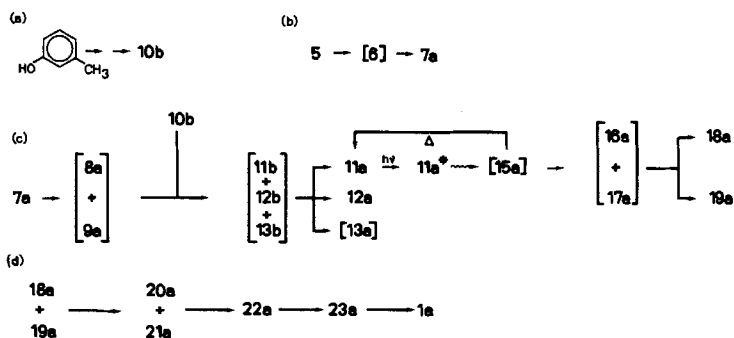 (a)
HO CH3 → → 10b
(b)
5 → [6] → 7a
(c)
10b
7a → [8a + 9a] → [11b + 12b + 13b] → 11a hν → 11a* ⇝ [15a] → [16a + 17a] → 18a
Δ
12a
[13a]
19a
(d)
18a + 19a → 20a + 21a → 22a → 23a → 1a